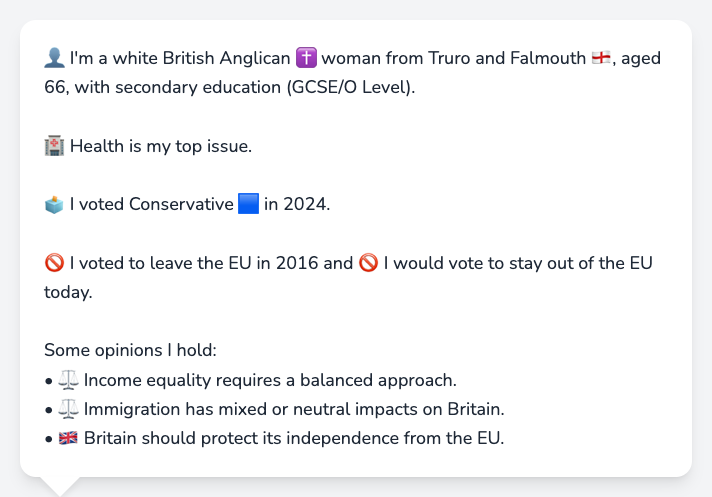 👤 I'm a white British Anglican ✝️ woman from Truro and Falmouth 🏴󠁧󠁢󠁥󠁮󠁧󠁿, aged
66, with secondary education (GCSE/O Level).
🏥 Health is my top issue.
🗳️ I voted Conservative 🟦 in 2024.
🚫 I voted to leave the EU in 2016 and 🚫 I would vote to stay out of the EU
today.
Some opinions I hold:
• ⚖️ Income equality requires a balanced approach.
• ⚖️ Immigration has mixed or neutral impacts on Britain.
• 🇬🇧 Britain should protect its independence from the EU.